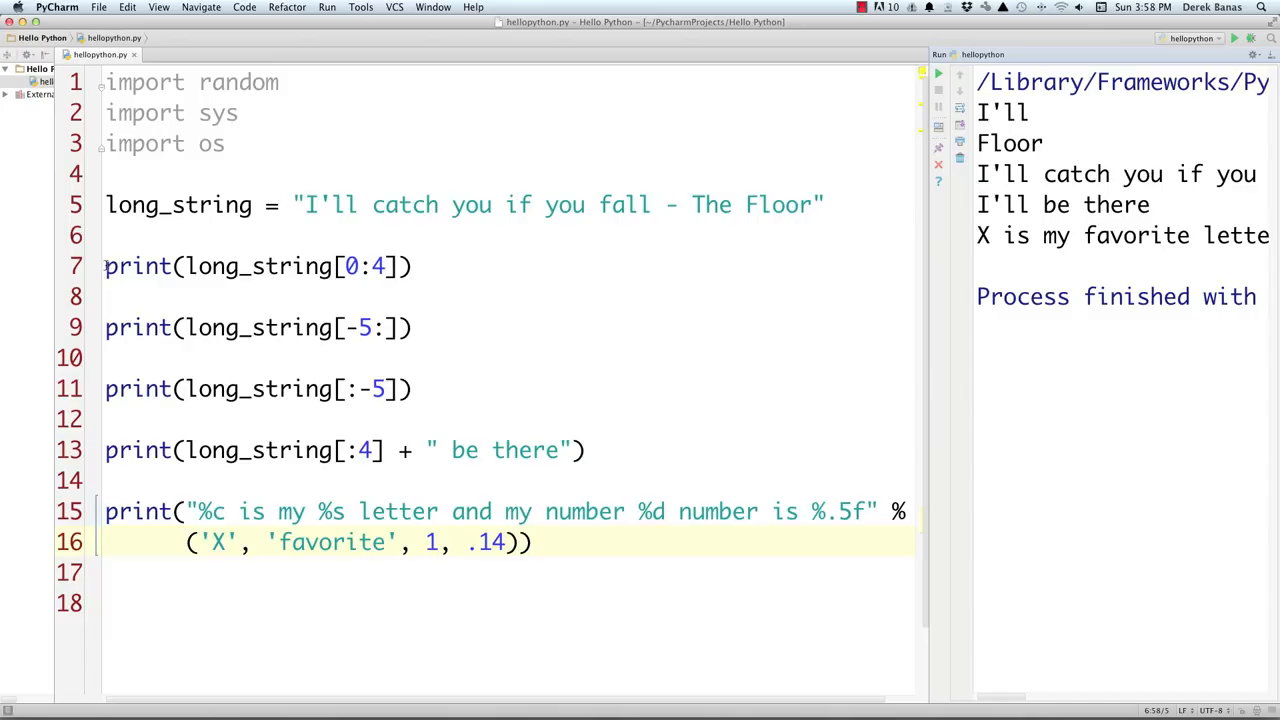 PyCharm File Edit View Navigate Code Refactor Run Tools VCS Window Help 10 Sun 3:58 PM Derek Banas
hellopython.py - Hello Python - [~/PycharmProjects/Hello Python]
Hello Python hellopython.py hellopython
hellopython.py Run hellopython
Hello P
hello
Externa
1 import random
2 import sys
3 import os
4
5 long_string = "I'll catch you if you fall - The Floor"
6
7 print(long_string[0:4])
8
9 print(long_string[-5:])
10
11 print(long_string[:-5])
12
13 print(long_string[:4] + " be there")
14
15 print("%c is my %s letter and my number %d number is %.5f" %
16 ('X', 'favorite', 1, .14))
17
18
/Library/Frameworks/Py
I'll
Floor
I'll catch you if you
I'll be there
X is my favorite lette
Process finished with
6:58/5 LF UTF-8